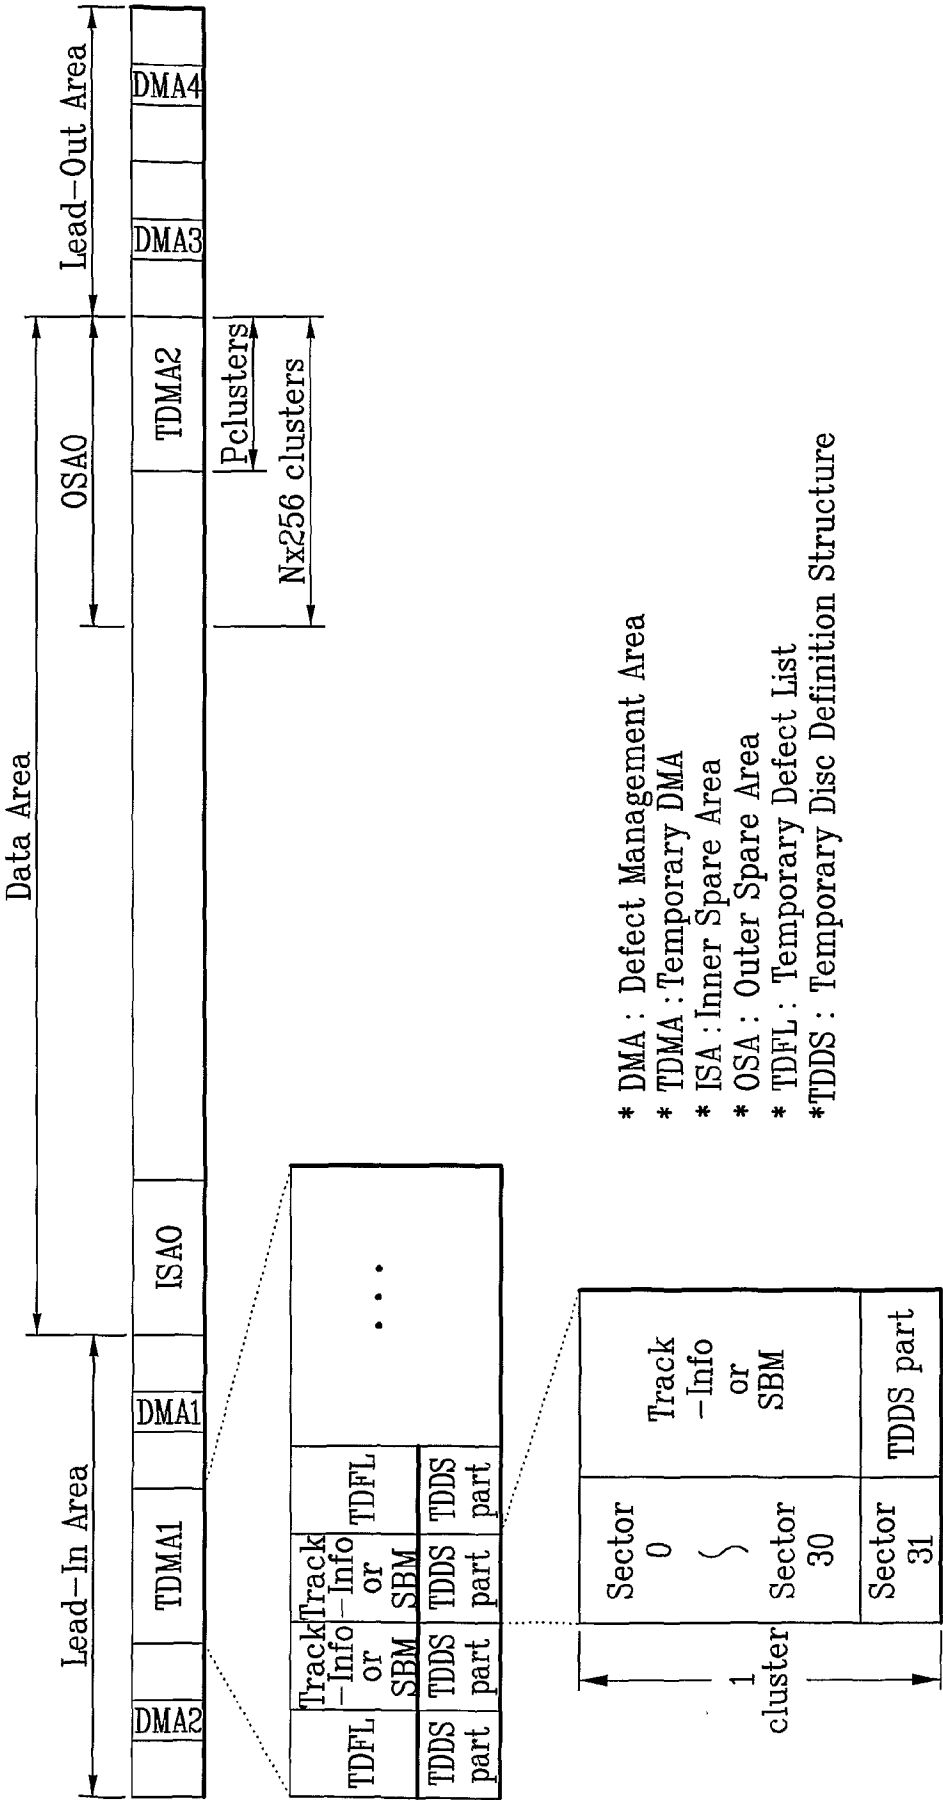 Data Area
Lead-In Area
OSA0
Lead-Out Area
DMA2
TDMA1
DMA1
ISA0
TDMA2
DMA3
DMA4
Pclusters
Nx256 clusters
TDFL
Track
-Info
or
SBM
Track
-Info
or
SBM
TDFL
...
TDDS
part
TDDS
part
TDDS
part
TDDS
part
1
cluster
Sector
0
Sector
30
Track
-Info
or
SBM
Sector
31
TDDS part
* DMA : Defect Management Area
* TDMA : Temporary DMA
* ISA : Inner Spare Area
* OSA : Outer Spare Area
* TDFL : Temporary Defect List
*TDDS : Temporary Disc Definition Structure